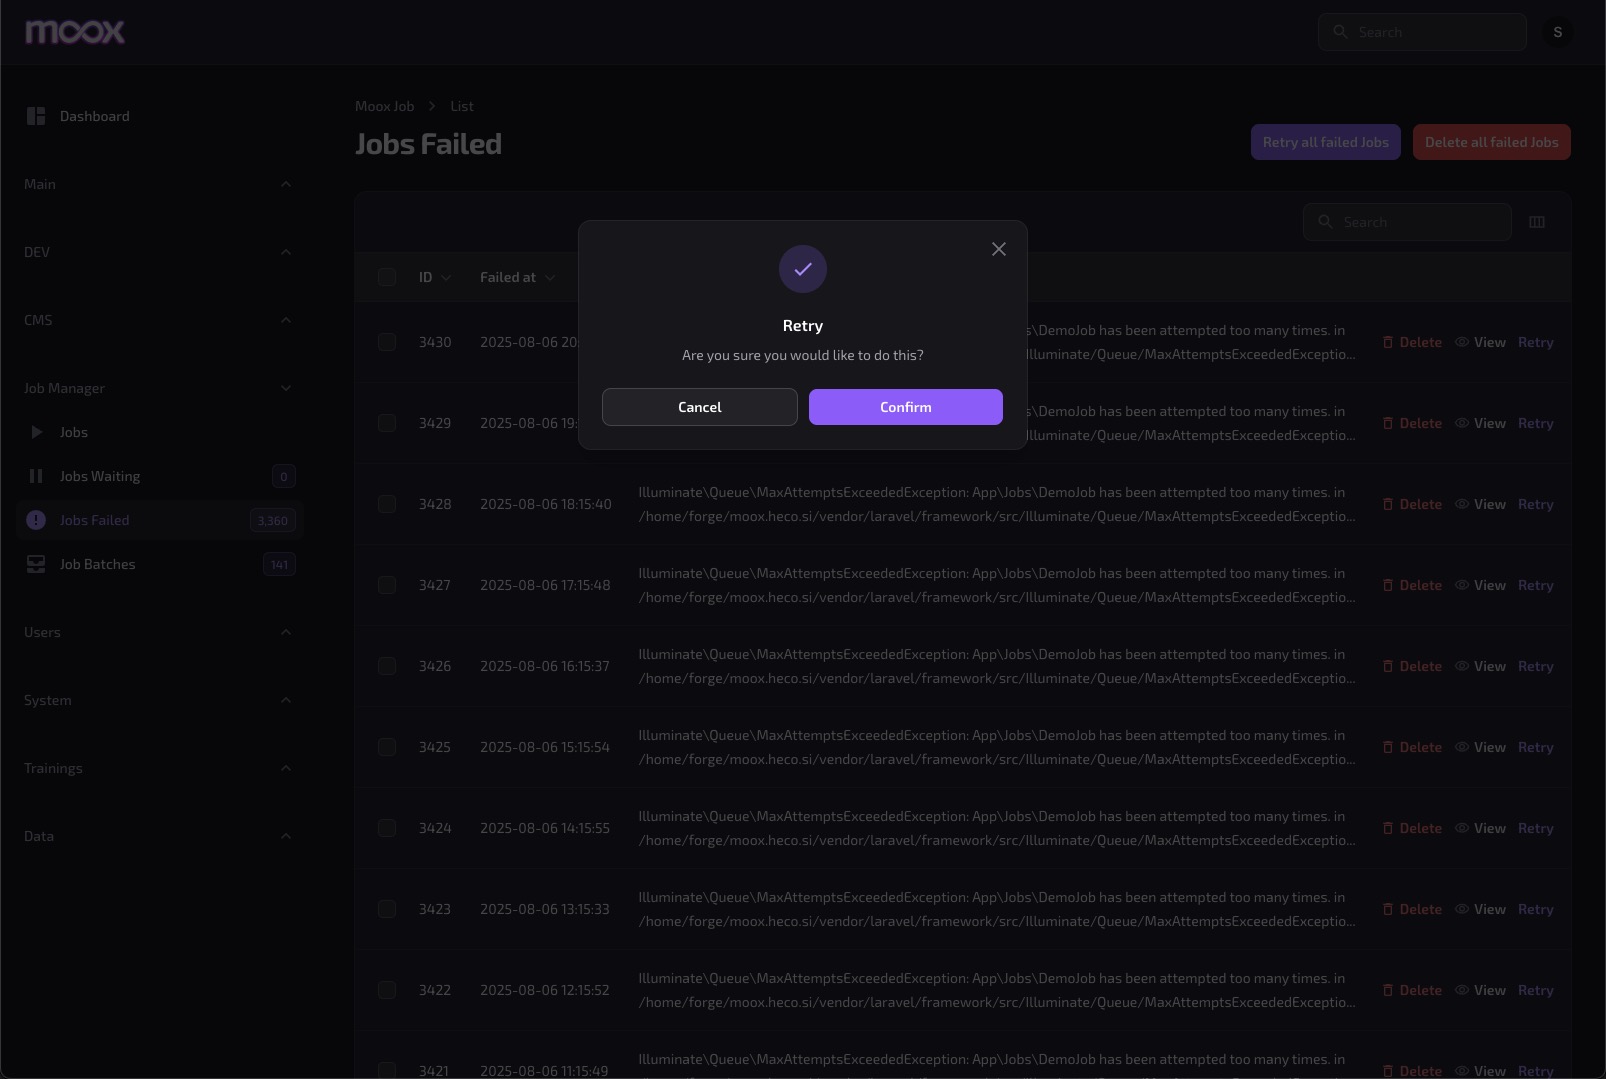 moox
Search
S
Dashboard
Main
DEV
CMS
Job Manager
Jobs
Jobs Waiting 0
Jobs Failed 3,360
Job Batches 141
Users
System
Trainings
Data
Moox Job > List
Jobs Failed
Retry all failed Jobs Delete all failed Jobs
Search
ID Failed at
3430 2025-08-06 20:
s\DemoJob has been attempted too many times. in
Illuminate/Queue/MaxAttemptsExceededExceptio...
Delete View Retry
3429 2025-08-06 19:
s\DemoJob has been attempted too many times. in
Illuminate/Queue/MaxAttemptsExceededExceptio...
Delete View Retry
3428 2025-08-06 18:15:40
Illuminate\Queue\MaxAttemptsExceededException: App\Jobs\DemoJob has been attempted too many times. in
/home/forge/moox.heco.si/vendor/laravel/framework/src/Illuminate/Queue/MaxAttemptsExceededExceptio...
Delete View Retry
3427 2025-08-06 17:15:48
Illuminate\Queue\MaxAttemptsExceededException: App\Jobs\DemoJob has been attempted too many times. in
/home/forge/moox.heco.si/vendor/laravel/framework/src/Illuminate/Queue/MaxAttemptsExceededExceptio...
Delete View Retry
3426 2025-08-06 16:15:37
Illuminate\Queue\MaxAttemptsExceededException: App\Jobs\DemoJob has been attempted too many times. in
/home/forge/moox.heco.si/vendor/laravel/framework/src/Illuminate/Queue/MaxAttemptsExceededExceptio...
Delete View Retry
3425 2025-08-06 15:15:54
Illuminate\Queue\MaxAttemptsExceededException: App\Jobs\DemoJob has been attempted too many times. in
/home/forge/moox.heco.si/vendor/laravel/framework/src/Illuminate/Queue/MaxAttemptsExceededExceptio...
Delete View Retry
3424 2025-08-06 14:15:55
Illuminate\Queue\MaxAttemptsExceededException: App\Jobs\DemoJob has been attempted too many times. in
/home/forge/moox.heco.si/vendor/laravel/framework/src/Illuminate/Queue/MaxAttemptsExceededExceptio...
Delete View Retry
3423 2025-08-06 13:15:33
Illuminate\Queue\MaxAttemptsExceededException: App\Jobs\DemoJob has been attempted too many times. in
/home/forge/moox.heco.si/vendor/laravel/framework/src/Illuminate/Queue/MaxAttemptsExceededExceptio...
Delete View Retry
3422 2025-08-06 12:15:52
Illuminate\Queue\MaxAttemptsExceededException: App\Jobs\DemoJob has been attempted too many times. in
/home/forge/moox.heco.si/vendor/laravel/framework/src/Illuminate/Queue/MaxAttemptsExceededExceptio...
Delete View Retry
3421 2025-08-06 11:15:49
Illuminate\Queue\MaxAttemptsExceededException: App\Jobs\DemoJob has been attempted too many times. in
Delete View Retry
Retry
Are you sure you would like to do this?
Cancel Confirm